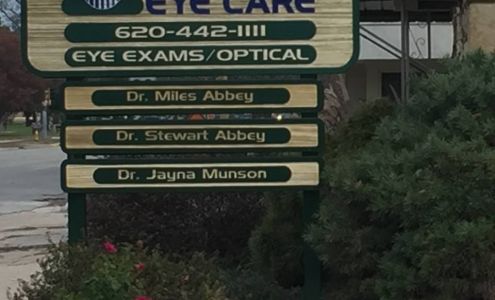 EYE CARE
620-442-1111
EYE EXAMS/OPTICAL
Dr. Miles Abbey
Dr. Stewart Abbey
Dr. Jayna Munson